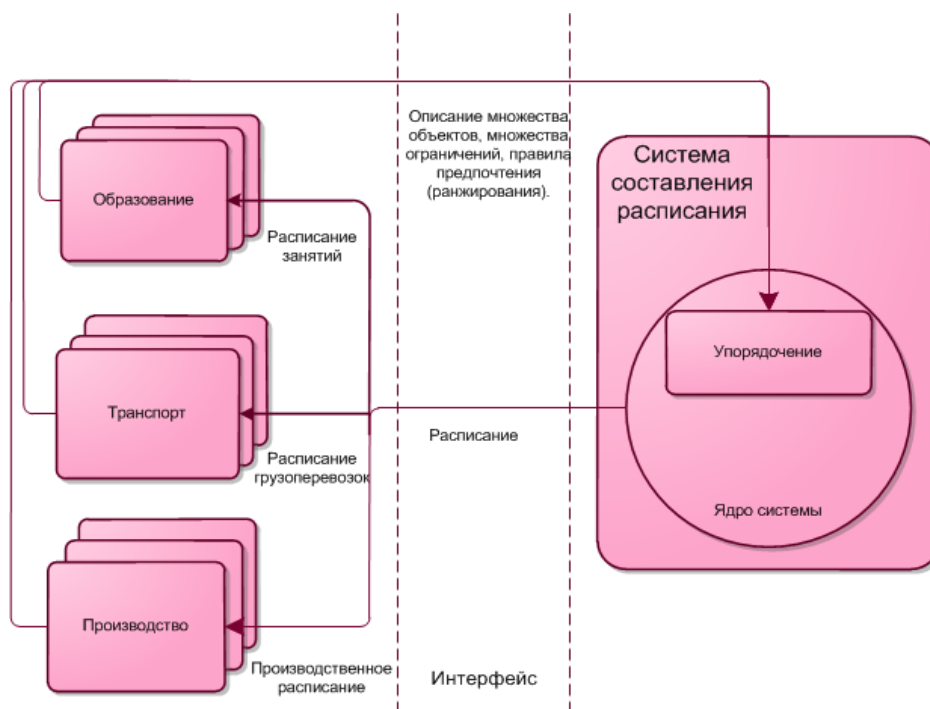 Описание множества
объектов, множества
ограничений, правила
предпочтения
(ранжирования).
Система
составления
расписания
Образование
Расписание
занятий
Упорядочение
Транспорт
Расписание
Расписание
грузоперевозок
Ядро системы
Производство
Производственное
расписание
Интерфейс